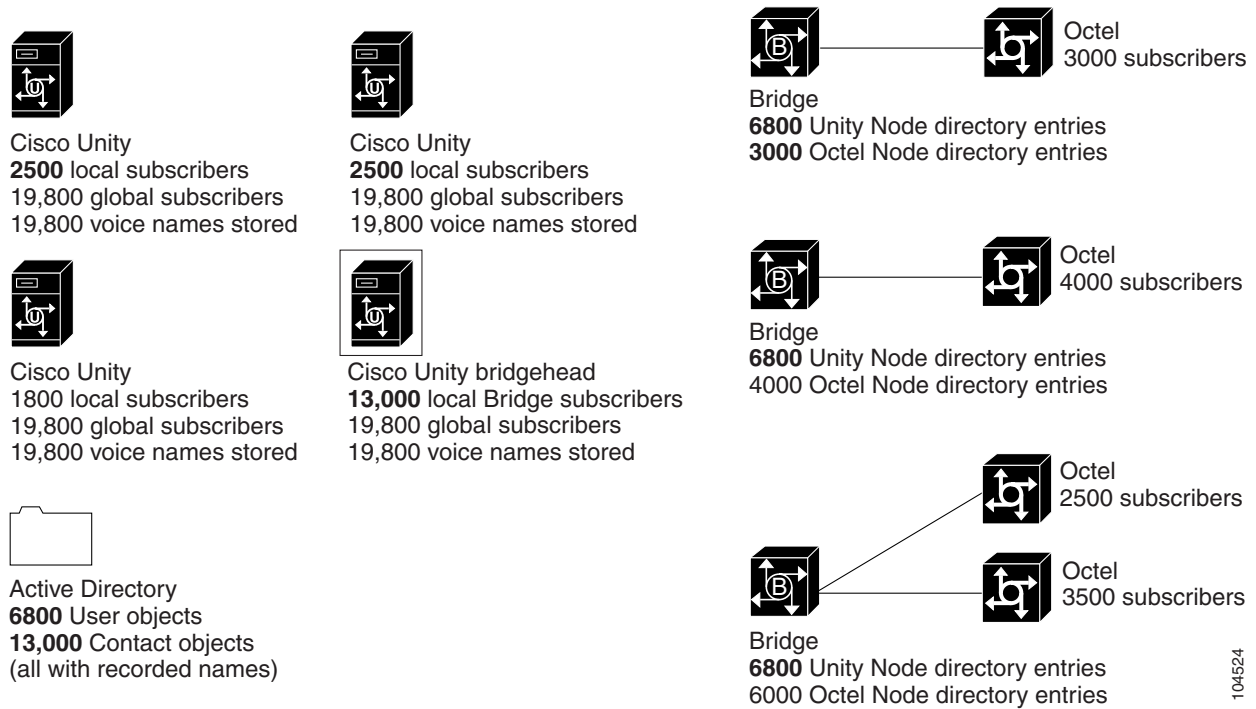 Cisco Unity
2500 local subscribers
19,800 global subscribers
19,800 voice names stored
Cisco Unity
2500 local subscribers
19,800 global subscribers
19,800 voice names stored
Cisco Unity
1800 local subscribers
19,800 global subscribers
19,800 voice names stored
Cisco Unity bridgehead
13,000 local Bridge subscribers
19,800 global subscribers
19,800 voice names stored
Active Directory
6800 User objects
13,000 Contact objects
(all with recorded names)
B
Octel
3000 subscribers
Bridge
6800 Unity Node directory entries
3000 Octel Node directory entries
B
Octel
4000 subscribers
Bridge
6800 Unity Node directory entries
4000 Octel Node directory entries
Octel
2500 subscribers
B
Octel
3500 subscribers
Bridge
6800 Unity Node directory entries
6000 Octel Node directory entries
104524